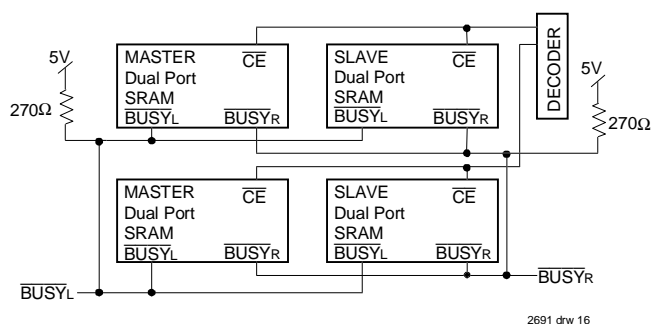 MASTER
Dual Port
SRAM
BUSYL
CE
BUSYR
SLAVE
Dual Port
SRAM
BUSYL
CE
BUSYR
DECODER
5V
270Ω
5V
270Ω
MASTER
Dual Port
SRAM
BUSYL
CE
BUSYR
SLAVE
Dual Port
SRAM
BUSYL
CE
BUSYR
BUSYL
BUSYR
2691 drw 16